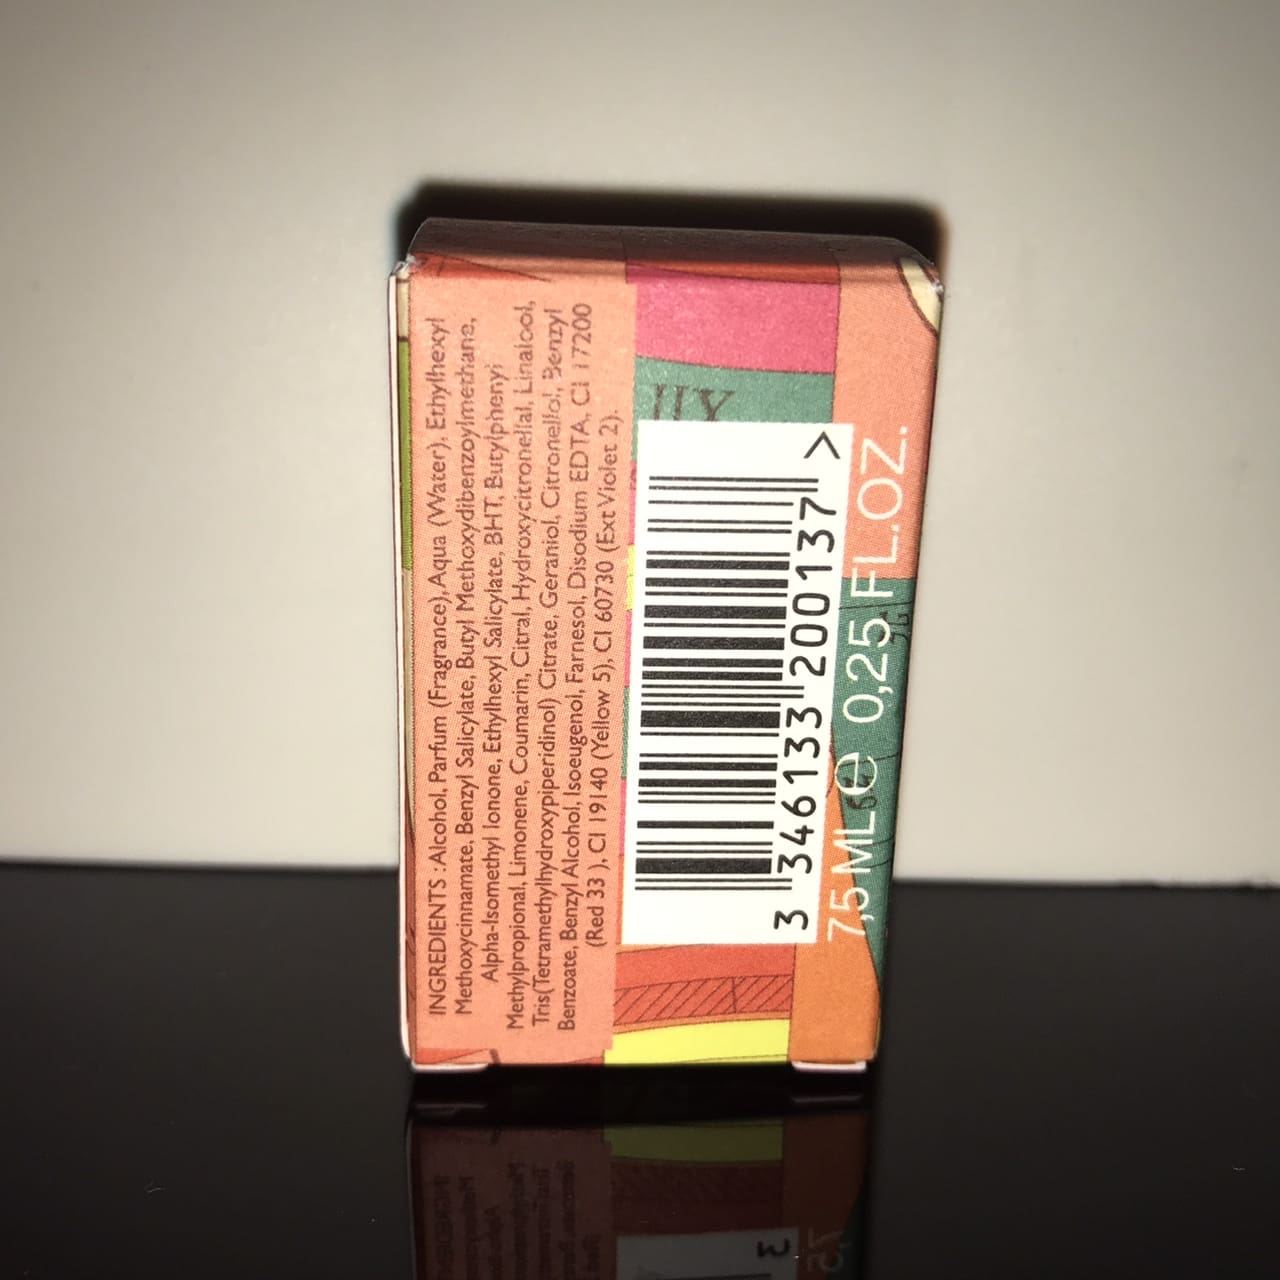 INGREDIENTS : Alcohol, Parfum (Fragrance), Aqua (Water), Ethylhexyl
Methoxycinnamate, Benzyl Salicylate, Butyl Methoxydibenzoylmethane,
Alpha-Isomethyl Ionone, Ethylhexyl Salicylate, BHT, Butylphenyi
Methylpropional, Limonene, Coumarin, Citral, Hydroxycitronellal, Linalool,
Tris(Tetramethylhydroxypiperidinol) Citrate, Geraniol, Citronellol, Benzyl
Benzoate, Benzyl Alcohol, Isoeugenol, Farnesol, Disodium EDTA, CI 17200
(Red 33 ), CI 19140 (Yellow 5), CI 60730 (Ext Violet 2).
3 346133 200137 >
7,5 ML e 0,25 FL.OZ.